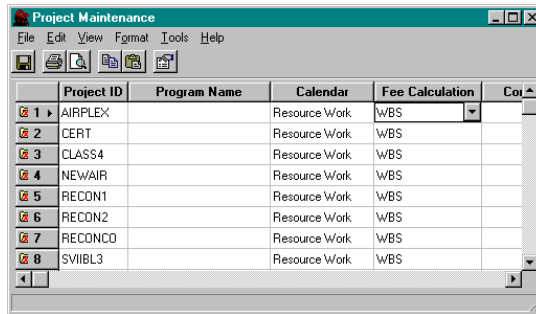 Project Maintenance
File Edit View Format Tools Help
Project ID Program Name Calendar Fee Calculation
1 AIRPLEX Resource Work WBS
2 CERT Resource Work WBS
3 CLASS4 Resource Work WBS
4 NEWAIR Resource Work WBS
5 RECON1 Resource Work WBS
6 RECON2 Resource Work WBS
7 RECONCO Resource Work WBS
8 SVIIBL3 Resource Work WBS